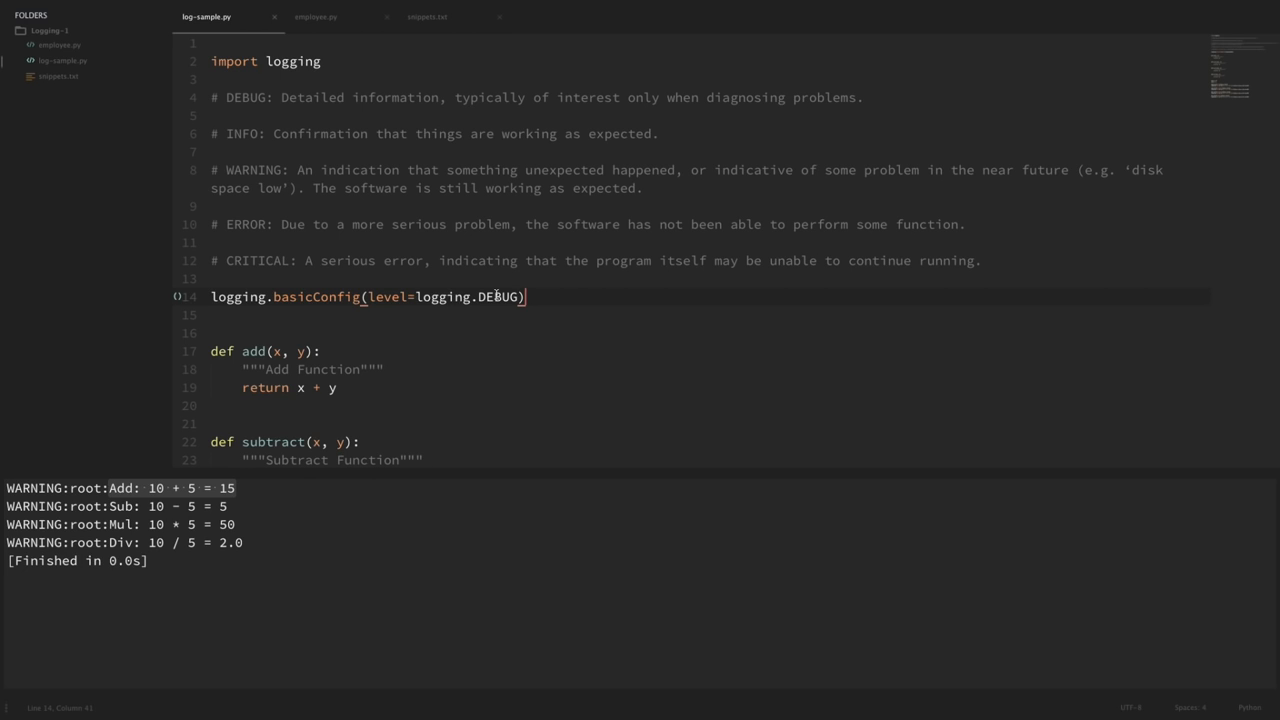 FOLDERS
Logging-1
employee.py
log-sample.py
snippets.txt
log-sample.py × employee.py × snippets.txt ×
1
2 import logging
3
4 # DEBUG: Detailed information, typically of interest only when diagnosing problems.
5
6 # INFO: Confirmation that things are working as expected.
7
8 # WARNING: An indication that something unexpected happened, or indicative of some problem in the near future (e.g. ‘disk
space low’). The software is still working as expected.
9
10 # ERROR: Due to a more serious problem, the software has not been able to perform some function.
11
12 # CRITICAL: A serious error, indicating that the program itself may be unable to continue running.
13
14 logging.basicConfig(level=logging.DEBUG)
15
16
17 def add(x, y):
18 """Add Function"""
19 return x + y
20
21
22 def subtract(x, y):
23 """Subtract Function"""
WARNING:root:Add: 10 + 5 = 15
WARNING:root:Sub: 10 - 5 = 5
WARNING:root:Mul: 10 * 5 = 50
WARNING:root:Div: 10 / 5 = 2.0
[Finished in 0.0s]
Line 14, Column 41 UTF-8 Spaces: 4 Python